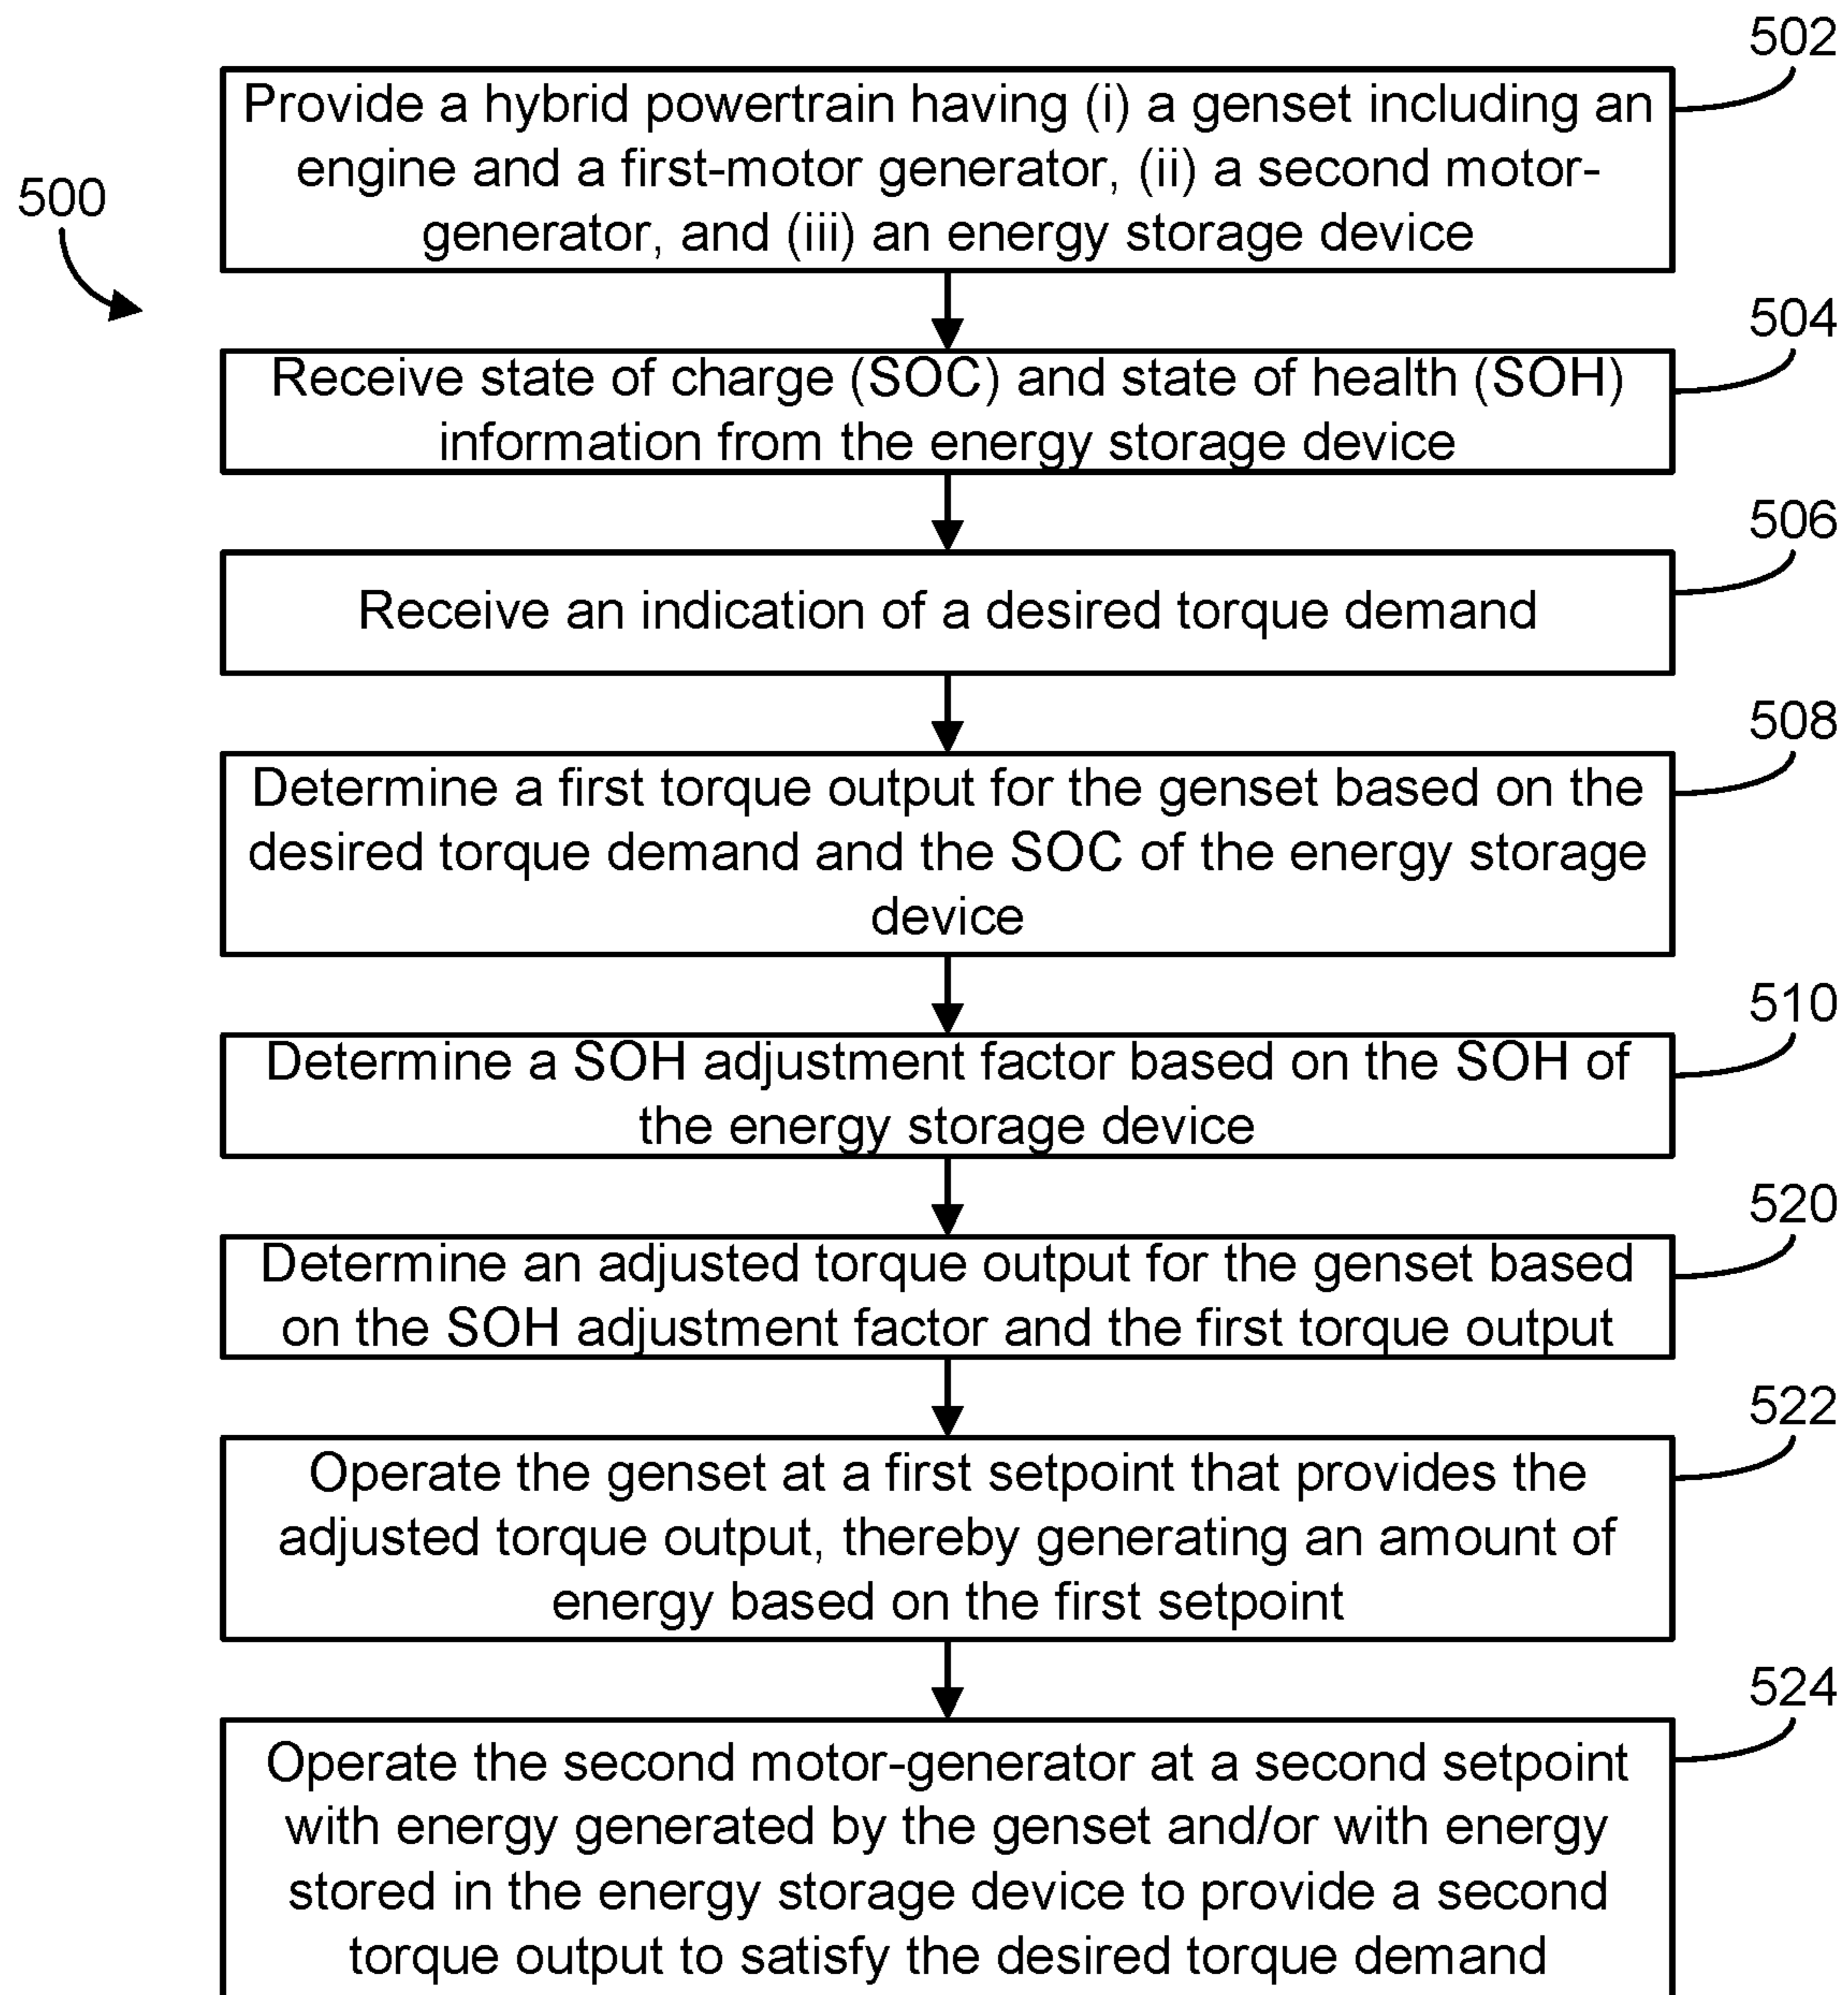 502
Provide a hybrid powertrain having (i) a genset including an
engine and a first-motor generator, (ii) a second motor-
generator, and (iii) an energy storage device
500
504
Receive state of charge (SOC) and state of health (SOH)
information from the energy storage device
506
Receive an indication of a desired torque demand
508
Determine a first torque output for the genset based on the
desired torque demand and the SOC of the energy storage
device
510
Determine a SOH adjustment factor based on the SOH of
the energy storage device
520
Determine an adjusted torque output for the genset based
on the SOH adjustment factor and the first torque output
522
Operate the genset at a first setpoint that provides the
adjusted torque output, thereby generating an amount of
energy based on the first setpoint
524
Operate the second motor-generator at a second setpoint
with energy generated by the genset and/or with energy
stored in the energy storage device to provide a second
torque output to satisfy the desired torque demand